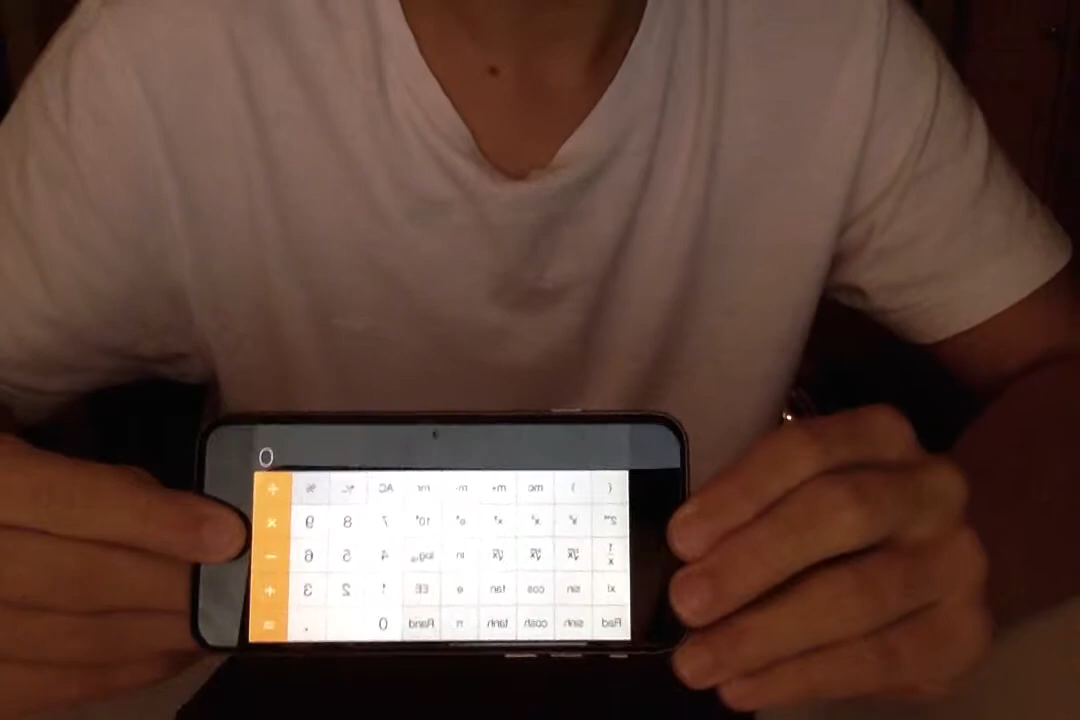 0
( ) mc m+ m- mr AC +/- % ÷
2ⁿᵈ x² x³ xʸ eˣ 10ˣ 7 8 9 ×
1/x ²√x ³√x ʸ√x ln log₁₀ 4 5 6 −
x! sin cos tan e EE 1 2 3 +
Rad sinh cosh tanh π Rand 0 . =